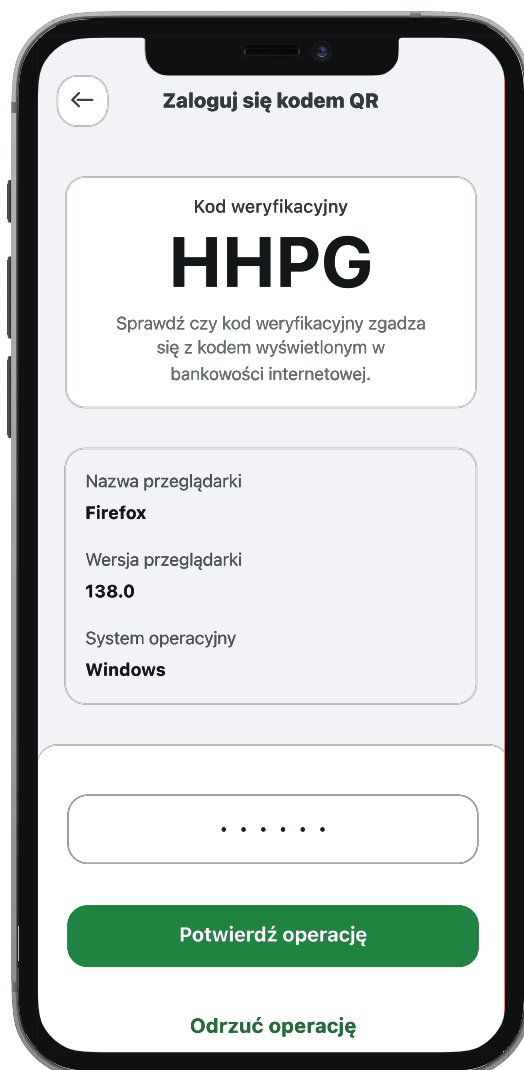 Zaloguj się kodem QR
Kod weryfikacyjny
HHPG
Sprawdź czy kod weryfikacyjny zgadza
się z kodem wyświetlonym w
bankowości internetowej.
Nazwa przeglądarki
Firefox
Wersja przeglądarki
138.0
System operacyjny
Windows
Potwierdź operację
Odrzuć operację